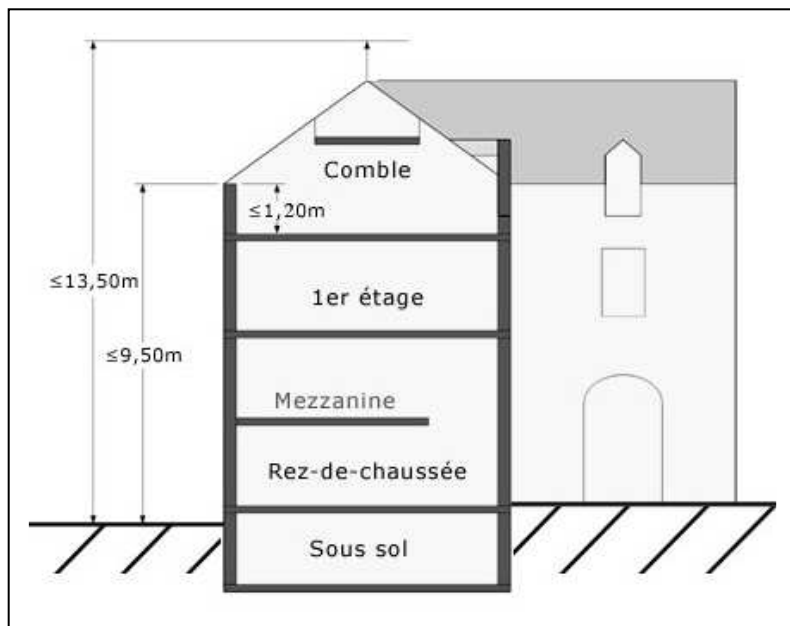 Comble
≤1,20m
≤13,50m
1er étage
≤9,50m
Mezzanine
Rez-de-chaussée
Sous sol